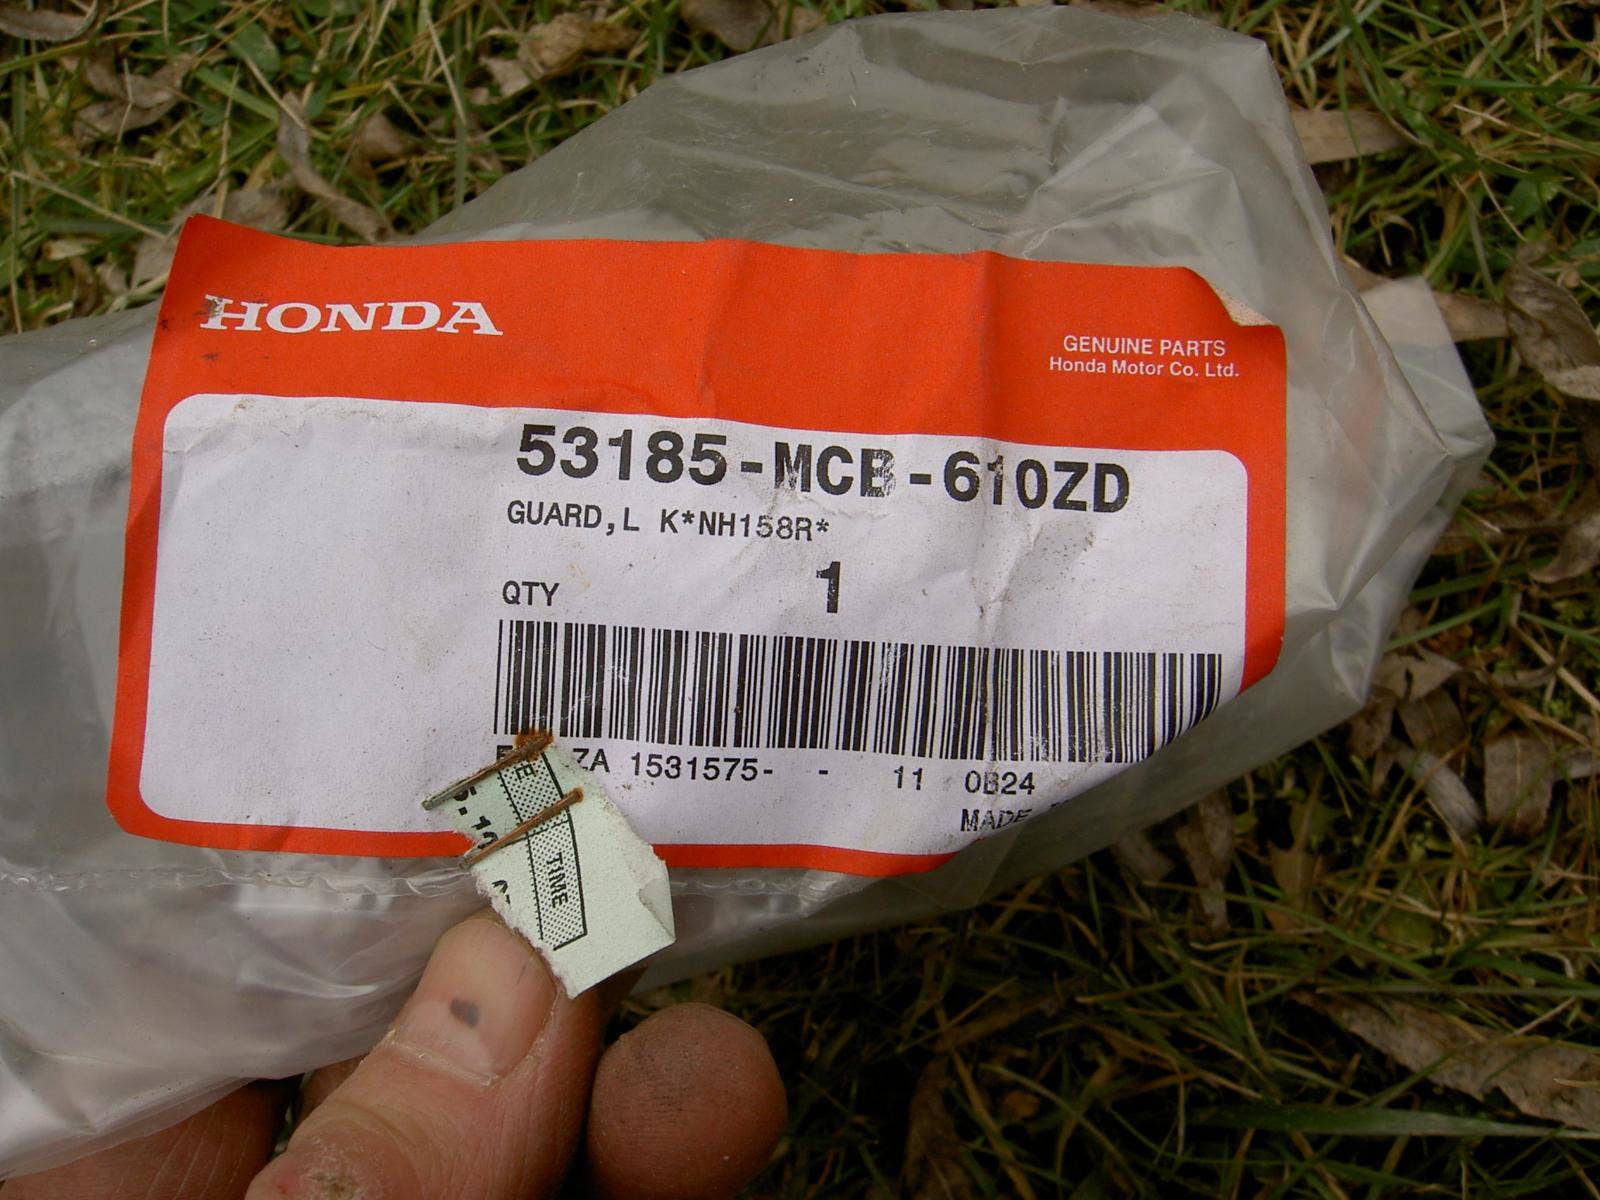 HONDA
GENUINE PARTS
Honda Motor Co. Ltd.
53185-MCB-610ZD
GUARD,L K*NH158R*
QTY 1
ZA 1531575- - 11 0B24
MADE
TIME